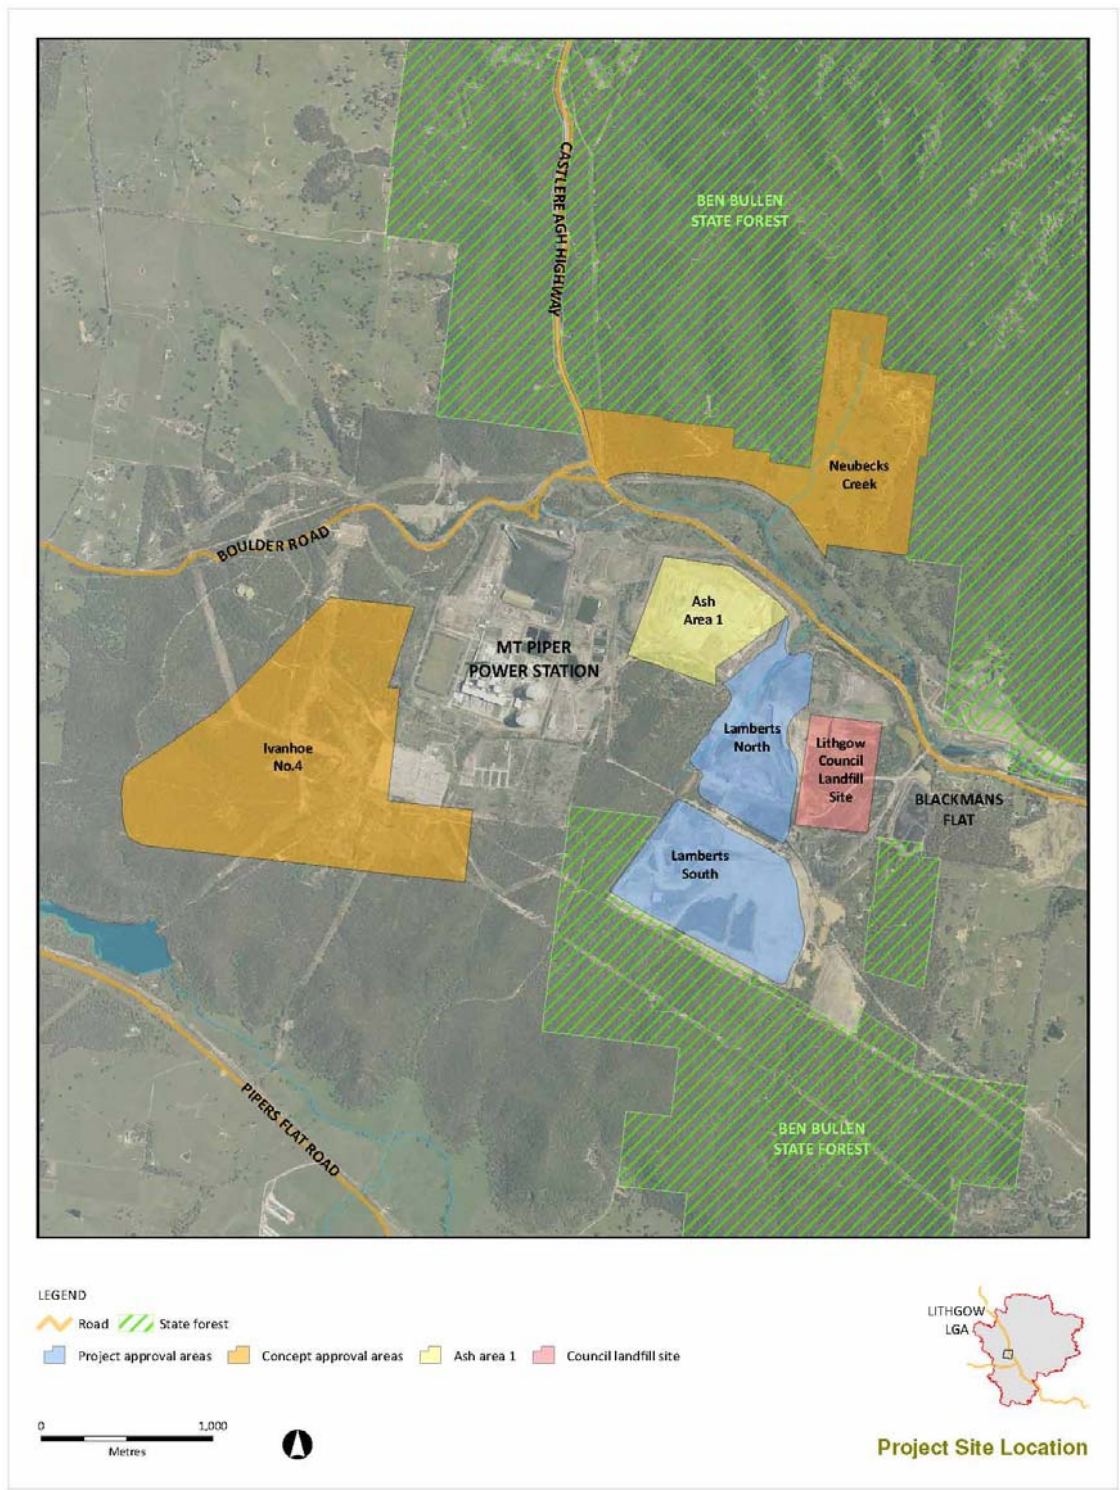 CASTLEREAGH HIGHWAY
BEN BULLEN
STATE FOREST
Neubecks
Creek
BOULDER ROAD
Ash
Area 1
MT PIPER
POWER STATION
Lamberts
North
Ivanhoe
No.4
Lithgow
Council
Landfill
Site
BLACKMANS
FLAT
Lamberts
South
PIPERS FLAT ROAD
BEN BULLEN
STATE FOREST
LEGEND
Road
State forest
Project approval areas
Concept approval areas
Ash area 1
Council landfill site
LITHGOW
LGA
0
1,000
Metres
Project Site Location